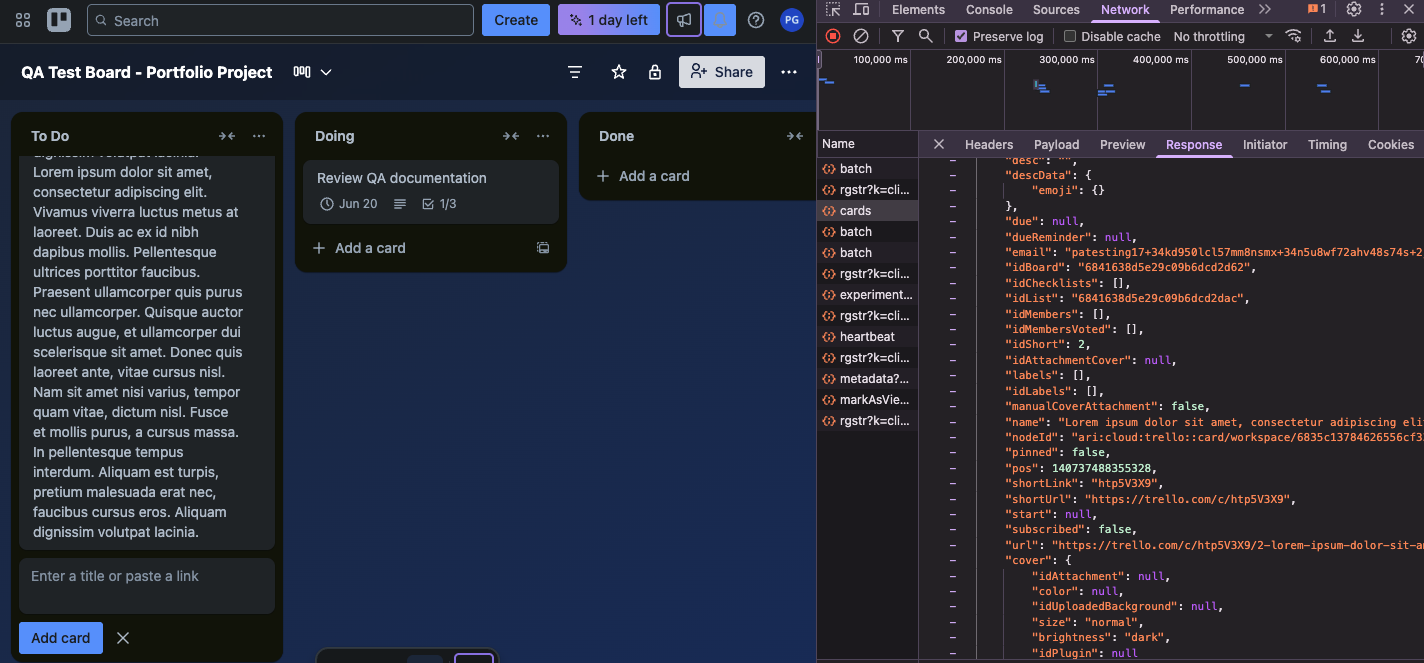 Search
Create
1 day left
PG
QA Test Board - Portfolio Project
Share
To Do
Lorem ipsum dolor sit amet,
consectetur adipiscing elit.
Vivamus viverra luctus metus at
laoreet. Duis ac ex id nibh
dapibus mollis. Pellentesque
ultrices porttitor faucibus.
Praesent ullamcorper quis purus
nec ullamcorper. Quisque auctor
luctus augue, et ullamcorper dui
scelerisque sit amet. Donec quis
laoreet ante, vitae cursus nisl.
Nam sit amet nisi varius, tempor
quam vitae, dictum nisl. Fusce
et mollis purus, a cursus massa.
In pellentesque tempus
interdum. Aliquam est turpis,
pretium malesuada erat nec,
faucibus cursus eros. Aliquam
dignissim volutpat lacinia.
Enter a title or paste a link
Add card
Doing
Review QA documentation
Jun 20 1/3
Add a card
Done
Add a card
Elements Console Sources Network Performance 1
Preserve log Disable cache No throttling
100,000 ms 200,000 ms 300,000 ms 400,000 ms 500,000 ms 600,000 ms 70
Name
batch
rgstr?k=cli...
cards
batch
batch
rgstr?k=cli...
experiment...
rgstr?k=cli...
heartbeat
rgstr?k=cli...
metadata?...
markAsVie...
rgstr?k=cli...
Headers Payload Preview Response Initiator Timing Cookies
"desc": "",
"descData": {
"emoji": {}
},
"due": null,
"dueReminder": null,
"email": "patesting17+34kd950lcl57mm8nsmx+34n5u8wf72ahv48s74s+2
"idBoard": "6841638d5e29c09b6dcd2d62",
"idChecklists": [],
"idList": "6841638d5e29c09b6dcd2dac",
"idMembers": [],
"idMembersVoted": [],
"idShort": 2,
"idAttachmentCover": null,
"labels": [],
"idLabels": [],
"manualCoverAttachment": false,
"name": "Lorem ipsum dolor sit amet, consectetur adipiscing elit
"nodeId": "ari:cloud:trello::card/workspace/6835c13784626556cf3
"pinned": false,
"pos": 140737488355328,
"shortLink": "htp5V3X9",
"shortUrl": "https://trello.com/c/htp5V3X9",
"start": null,
"subscribed": false,
"url": "https://trello.com/c/htp5V3X9/2-lorem-ipsum-dolor-sit-am
"cover": {
"idAttachment": null,
"color": null,
"idUploadedBackground": null,
"size": "normal",
"brightness": "dark",
"idPlugin": null